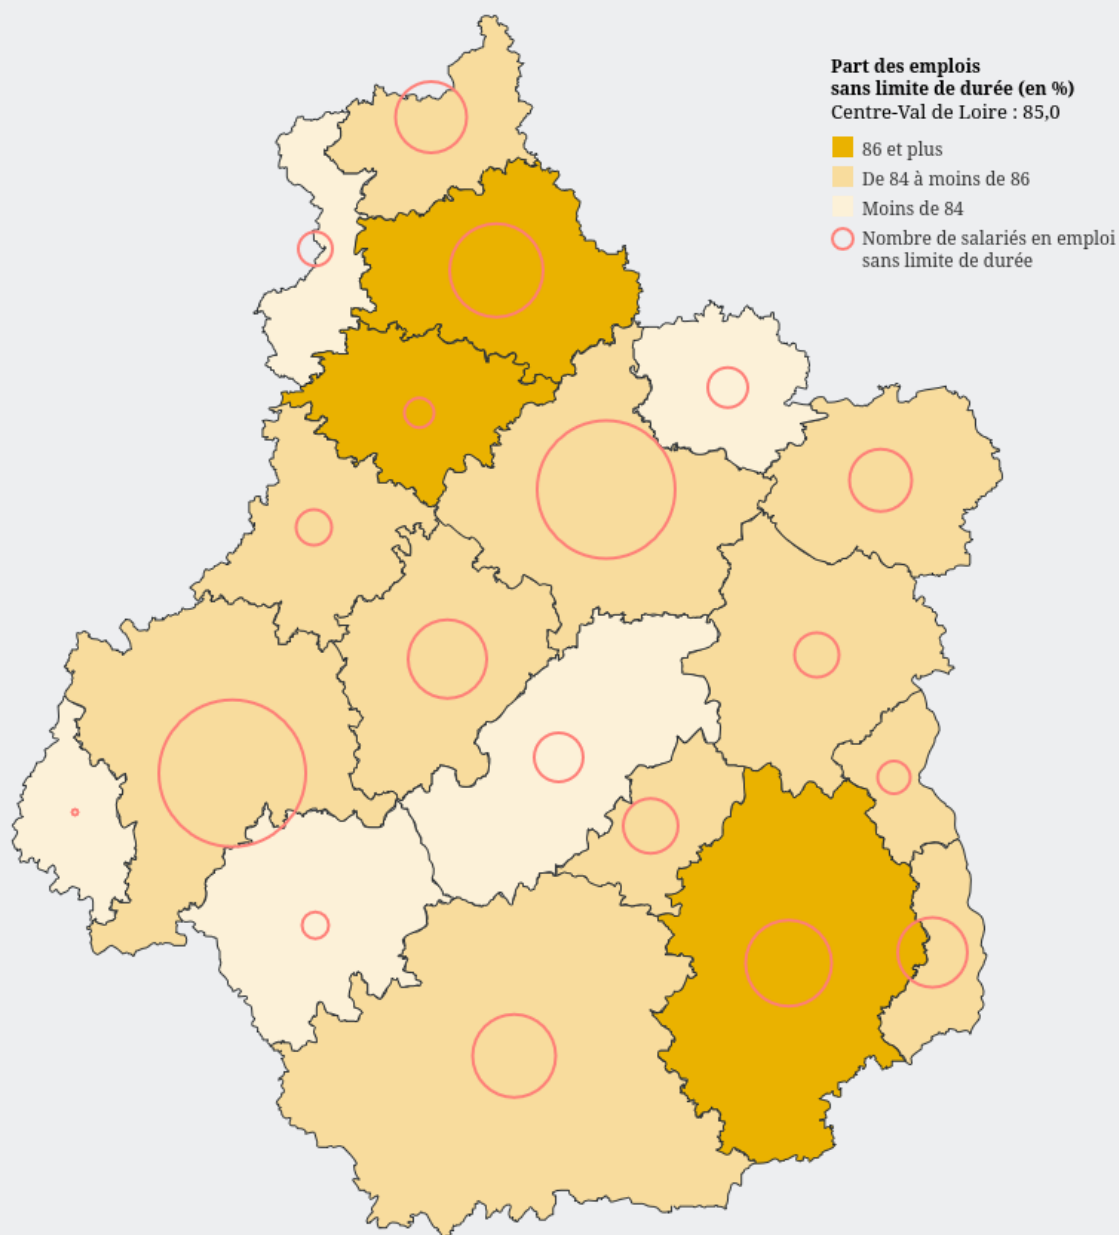 Part des emplois
sans limite de durée (en %)
Centre-Val de Loire : 85,0
86 et plus
De 84 à moins de 86
Moins de 84
Nombre de salariés en emploi
sans limite de durée